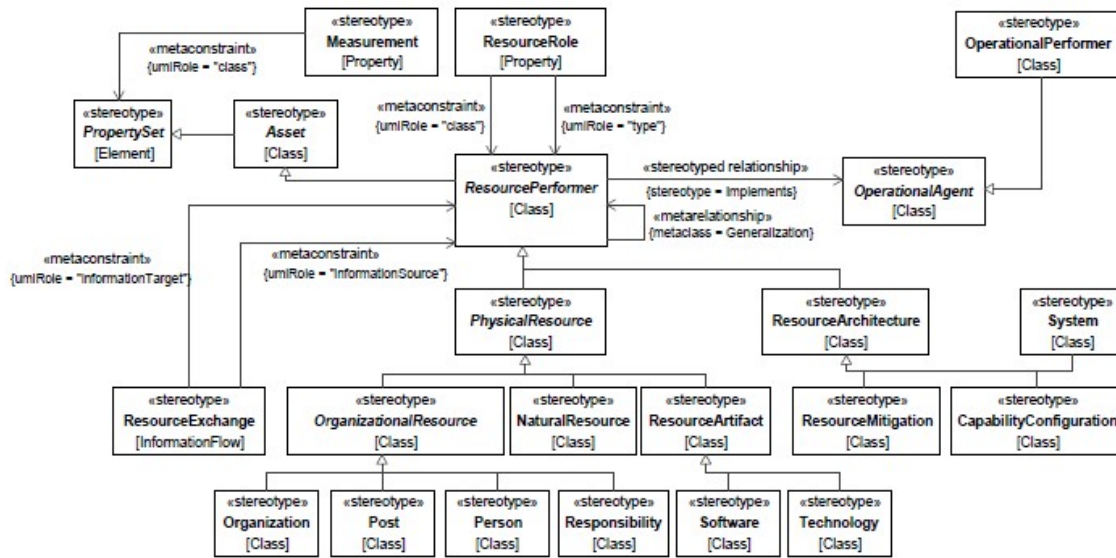 «stereotype»
Measurement
[Property]
«stereotype»
ResourceRole
[Property]
«stereotype»
OperationalPerformer
[Class]
«metaconstraint»
{umlRole = "class"}
«stereotype»
PropertySet
[Element]
«stereotype»
Asset
[Class]
«metaconstraint»
{umlRole = "class"}
«metaconstraint»
{umlRole = "type"}
«stereotype»
ResourcePerformer
[Class]
«stereotyped relationship»
{stereotype = Implements}
«stereotype»
OperationalAgent
[Class]
«metarelationship»
{metaclass = Generalization}
«metaconstraint»
{umlRole = "informationTarget"}
«metaconstraint»
{umlRole = "informationSource"}
«stereotype»
PhysicalResource
[Class]
«stereotype»
ResourceArchitecture
[Class]
«stereotype»
System
[Class]
«stereotype»
ResourceExchange
[InformationFlow]
«stereotype»
OrganizationalResource
[Class]
«stereotype»
NaturalResource
[Class]
«stereotype»
ResourceArtifact
[Class]
«stereotype»
ResourceMitigation
[Class]
«stereotype»
CapabilityConfiguration
[Class]
«stereotype»
Organization
[Class]
«stereotype»
Post
[Class]
«stereotype»
Person
[Class]
«stereotype»
Responsibility
[Class]
«stereotype»
Software
[Class]
«stereotype»
Technology
[Class]